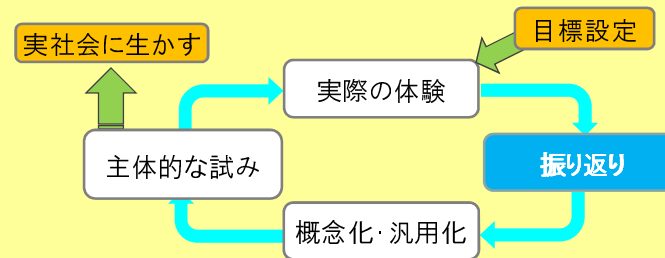 目標設定
実社会に生かす
実際の体験
振り返り
主体的な試み
概念化・汎用化